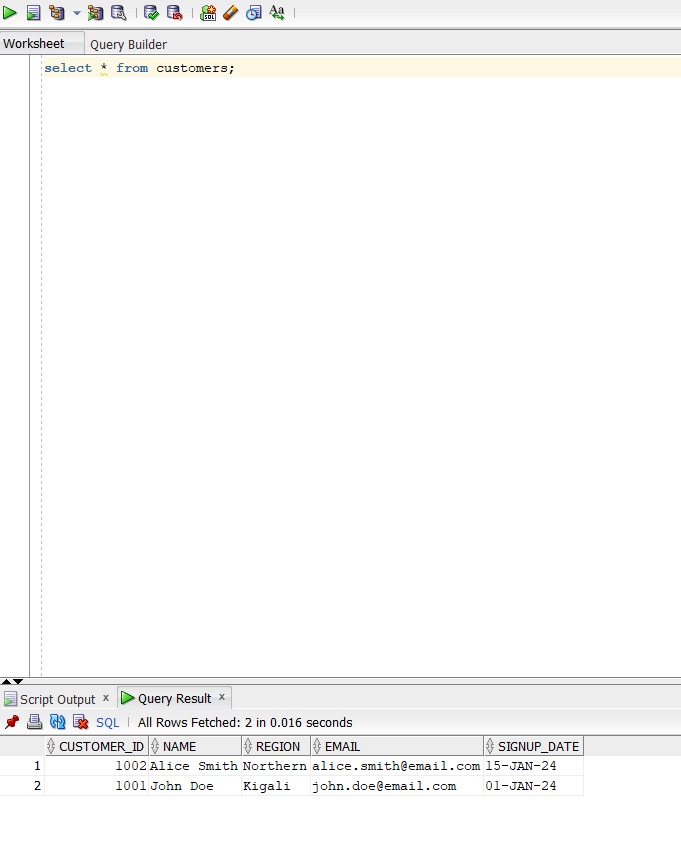 Worksheet Query Builder
select * from customers;
Script Output x Query Result x
SQL All Rows Fetched: 2 in 0.016 seconds
CUSTOMER_ID NAME REGION EMAIL SIGNUP_DATE
1 1002 Alice Smith Northern alice.smith@email.com 15-JAN-24
2 1001 John Doe Kigali john.doe@email.com 01-JAN-24